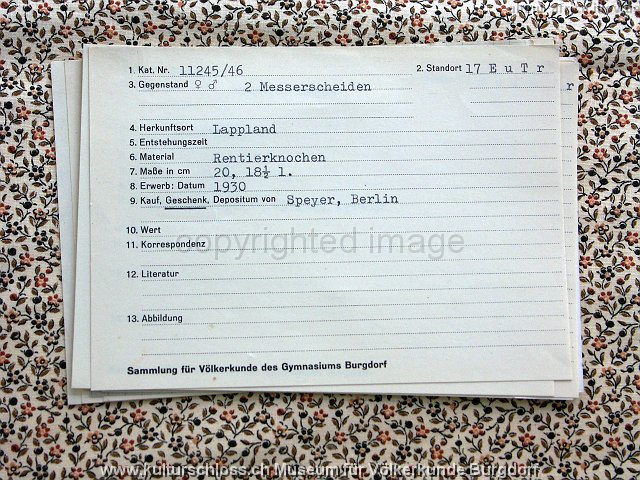 1. Kat. Nr. 11245/46 2. Standort 17 E u T r
3. Gegenstand ♀ ♂ 2 Messerscheiden
4. Herkunftsort Lappland
5. Entstehungszeit
6. Material Rentierknochen
7. Maße in cm 20, 18½ l.
8. Erwerb: Datum 1930
9. Kauf, Geschenk, Depositum von Speyer, Berlin
10. Wert
11. Korrespondenz
copyrighted image
12. Literatur
13. Abbildung
Sammlung für Völkerkunde des Gymnasiums Burgdorf
www.kulturschloss.ch Museum für Völkerkunde Burgdorf